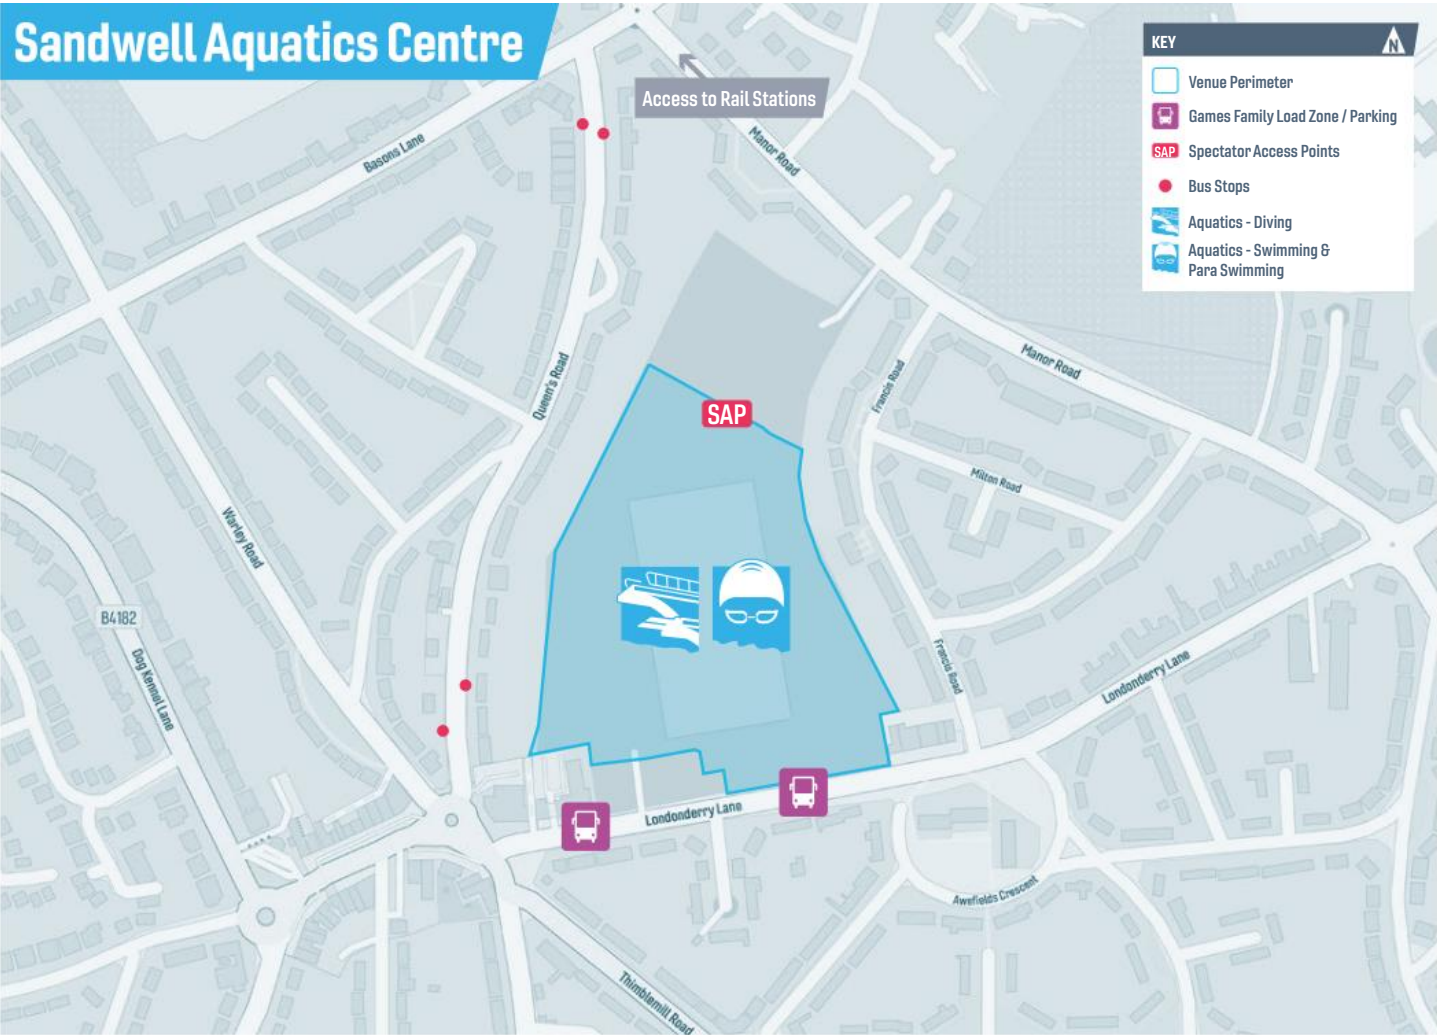 Sandwell Aquatics Centre
KEY
N
Venue Perimeter
Games Family Load Zone / Parking
SAP
Spectator Access Points
Bus Stops
Aquatics - Diving
Aquatics - Swimming &
Para Swimming
Access to Rail Stations
Basons Lane
Manor Road
Manor Road
Queen's Road
Francis Road
SAP
Milton Road
Warley Road
B4182
Dog Kennel Lane
Francis Road
Londonderry Lane
Londonderry Lane
Awefields Crescent
Thimblemill Road